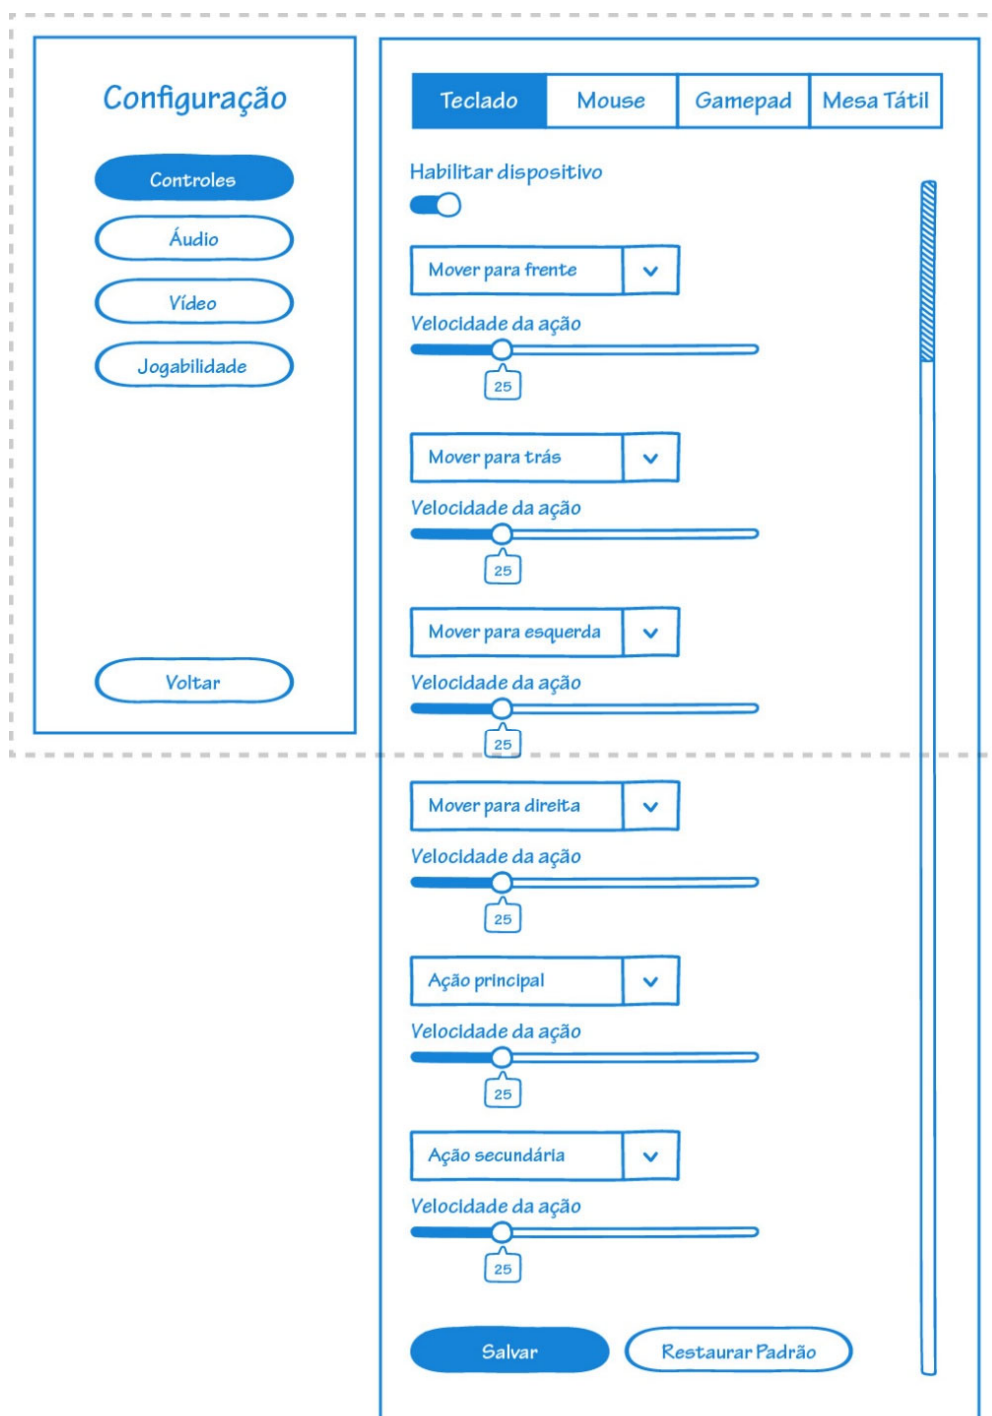 Configuração
Controles
Áudio
Vídeo
Jogabilidade
Voltar
Teclado Mouse Gamepad Mesa Tátil
Habilitar dispositivo
Mover para frente
Velocidade da ação
25
Mover para trás
Velocidade da ação
25
Mover para esquerda
Velocidade da ação
25
Mover para direita
Velocidade da ação
25
Ação principal
Velocidade da ação
25
Ação secundária
Velocidade da ação
25
Salvar Restaurar Padrão